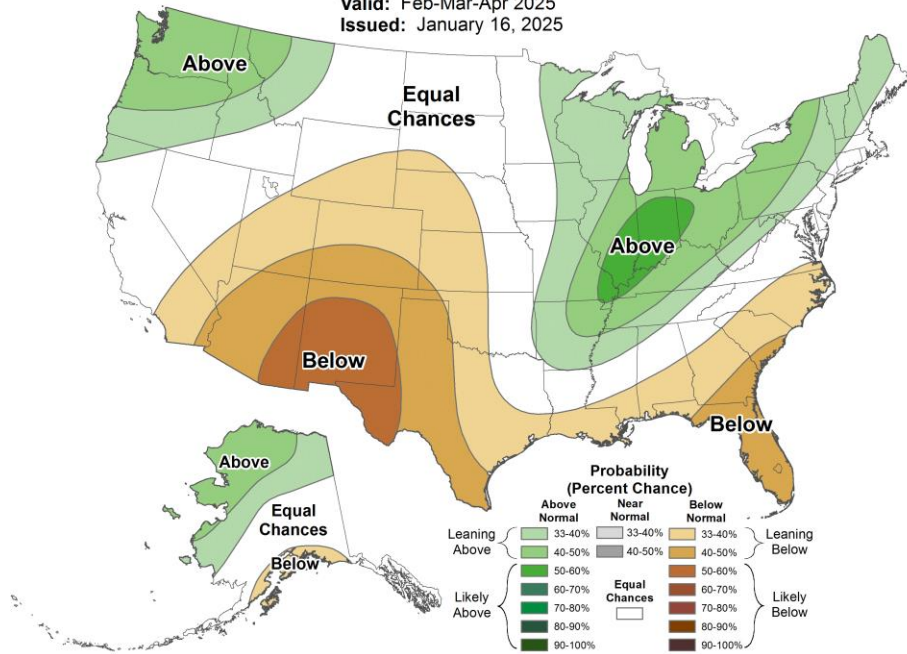 Valid: Feb-Mar-Apr 2025
Issued: January 16, 2025
Above
Equal
Chances
Above
Below
Below
Above
Equal
Chances
Below
Probability
(Percent Chance)
Above
Normal
Near
Normal
Below
Normal
Leaning
Above
33-40%
33-40%
33-40%
Leaning
Below
40-50%
40-50%
40-50%
Likely
Above
50-60%
60-70%
70-80%
80-90%
90-100%
Equal
Chances
50-60%
60-70%
70-80%
80-90%
90-100%
Likely
Below